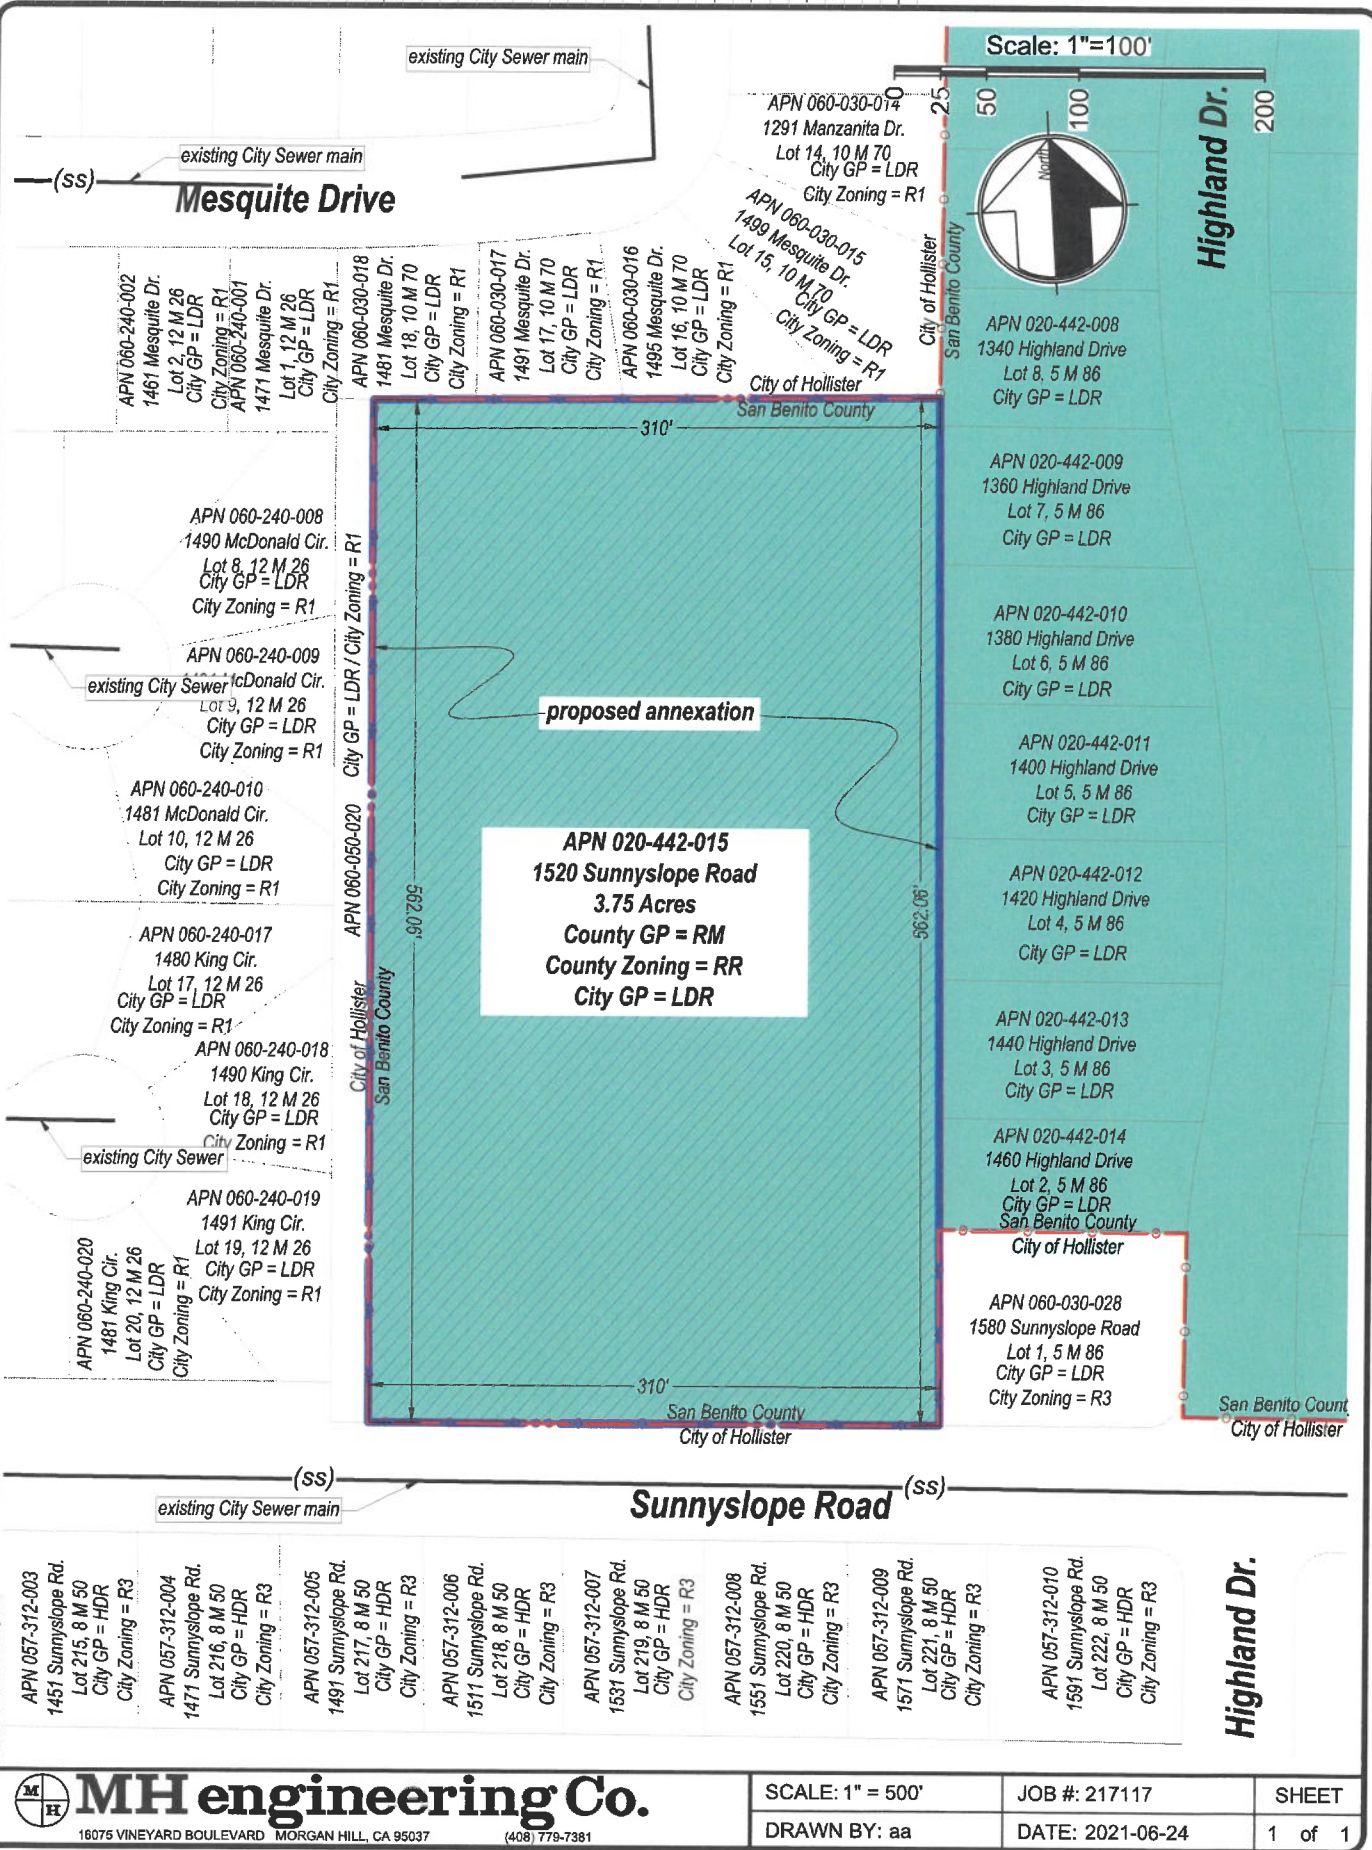 Scale: 1"=100'
0
25
50
100
200
existing City Sewer main
existing City Sewer main
(ss)
Mesquite Drive
North
Highland Dr.
APN 060-030-014
1291 Manzanita Dr.
Lot 14, 10 M 70
City GP = LDR
City Zoning = R1
APN 060-030-015
1499 Mesquite Dr.
Lot 15, 10 M 70
City GP = LDR
City Zoning = R1
APN 060-240-002
1461 Mesquite Dr.
Lot 2, 12 M 26
City GP = LDR
City Zoning = R1
APN 060-240-001
1471 Mesquite Dr.
Lot 1, 12 M 26
City GP = LDR
City Zoning = R1
APN 060-030-018
1481 Mesquite Dr.
Lot 18, 10 M 70
City GP = LDR
City Zoning = R1
APN 060-030-017
1491 Mesquite Dr.
Lot 17, 10 M 70
City GP = LDR
City Zoning = R1
APN 060-030-016
1495 Mesquite Dr.
Lot 16, 10 M 70
City GP = LDR
City Zoning = R1
City of Hollister
San Benito County
City of Hollister
San Benito County
310'
APN 020-442-008
1340 Highland Drive
Lot 8, 5 M 86
City GP = LDR
APN 020-442-009
1360 Highland Drive
Lot 7, 5 M 86
City GP = LDR
APN 020-442-010
1380 Highland Drive
Lot 6, 5 M 86
City GP = LDR
APN 020-442-011
1400 Highland Drive
Lot 5, 5 M 86
City GP = LDR
APN 020-442-012
1420 Highland Drive
Lot 4, 5 M 86
City GP = LDR
APN 020-442-013
1440 Highland Drive
Lot 3, 5 M 86
City GP = LDR
APN 020-442-014
1460 Highland Drive
Lot 2, 5 M 86
City GP = LDR
San Benito County
City of Hollister
APN 060-030-028
1580 Sunnyslope Road
Lot 1, 5 M 86
City GP = LDR
City Zoning = R3
San Benito Count
City of Hollister
APN 060-240-008
1490 McDonald Cir.
Lot 8, 12 M 26
City GP = LDR
City Zoning = R1
APN 060-240-009
cDonald Cir.
existing City Sewer
Lot 9, 12 M 26
City GP = LDR
City Zoning = R1
APN 060-240-010
1481 McDonald Cir.
Lot 10, 12 M 26
City GP = LDR
City Zoning = R1
APN 060-240-017
1480 King Cir.
Lot 17, 12 M 26
City GP = LDR
City Zoning = R1
APN 060-240-018
1490 King Cir.
Lot 18, 12 M 26
City GP = LDR
City Zoning = R1
existing City Sewer
APN 060-240-019
1491 King Cir.
Lot 19, 12 M 26
City GP = LDR
City Zoning = R1
APN 060-240-020
1481 King Cir.
Lot 20, 12 M 26
City GP = LDR
City Zoning = R1
APN 060-050-020 City GP = LDR / City Zoning = R1
City of Hollister
San Benito County
proposed annexation
562.06'
562.06'
APN 020-442-015
1520 Sunnyslope Road
3.75 Acres
County GP = RM
County Zoning = RR
City GP = LDR
310'
San Benito County
City of Hollister
(ss)
(ss)
existing City Sewer main
Sunnyslope Road
APN 057-312-003
1451 Sunnyslope Rd.
Lot 215, 8 M 50
City GP = HDR
City Zoning = R3
APN 057-312-004
1471 Sunnyslope Rd.
Lot 216, 8 M 50
City GP = HDR
City Zoning = R3
APN 057-312-005
1491 Sunnyslope Rd.
Lot 217, 8 M 50
City GP = HDR
City Zoning = R3
APN 057-312-006
1511 Sunnyslope Rd.
Lot 218, 8 M 50
City GP = HDR
City Zoning = R3
APN 057-312-007
1531 Sunnyslope Rd.
Lot 219, 8 M 50
City GP = HDR
City Zoning = R3
APN 057-312-008
1551 Sunnyslope Rd.
Lot 220, 8 M 50
City GP = HDR
City Zoning = R3
APN 057-312-009
1571 Sunnyslope Rd.
Lot 221, 8 M 50
City GP = HDR
City Zoning = R3
APN 057-312-010
1591 Sunnyslope Rd.
Lot 222, 8 M 50
City GP = HDR
City Zoning = R3
Highland Dr.
M H
MH engineering Co.
16075 VINEYARD BOULEVARD MORGAN HILL, CA 95037 (408) 779-7381
SCALE: 1" = 500'
JOB #: 217117
SHEET
DRAWN BY: aa
DATE: 2021-06-24
1 of 1